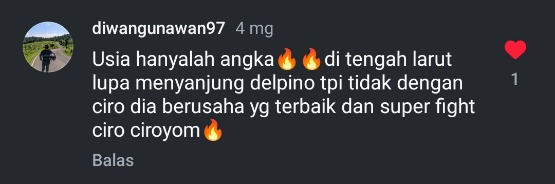 diwangunawan97 4 mg
Usia hanyalah angka🔥🔥di tengah larut
lupa menyanjung delpino tpi tidak dengan
ciro dia berusaha yg terbaik dan super fight
ciro ciroyom🔥
1
Balas